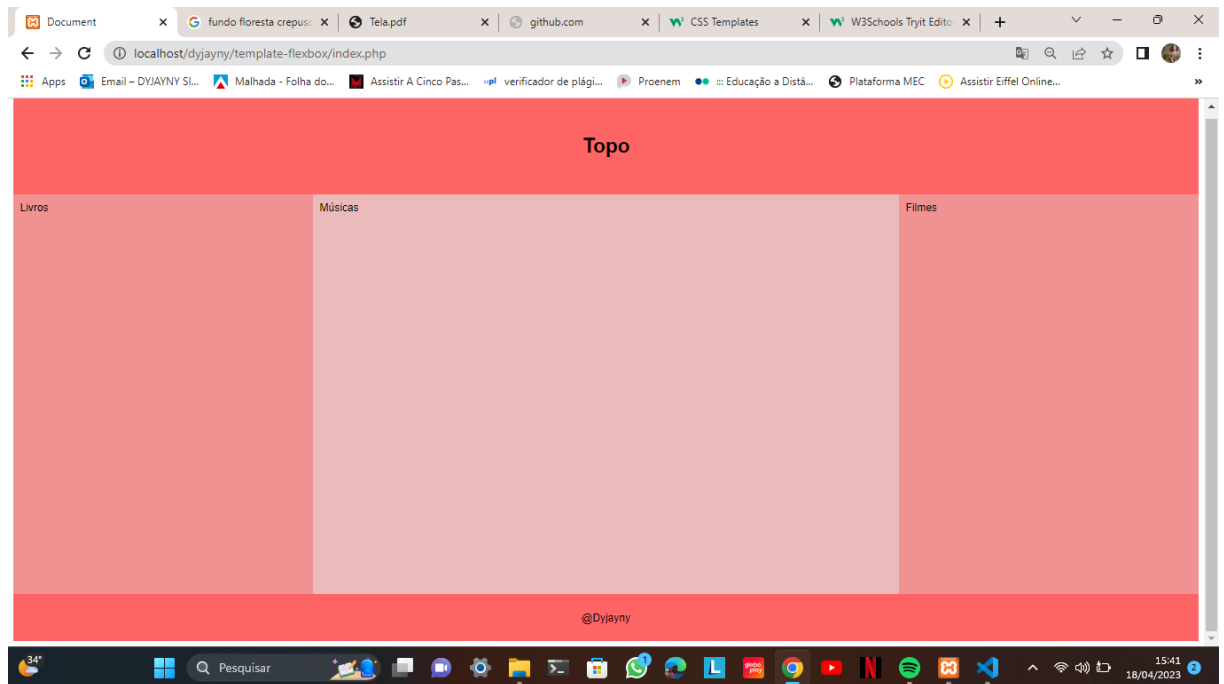 Document
fundo floresta crepusc
Tela.pdf
github.com
CSS Templates
W3Schools Tryit Edito
localhost/dyjayny/template-flexbox/index.php
Apps
Email – DYJAYNY SI...
Malhada - Folha do...
Assistir A Cinco Pas...
verificador de plági...
Proenem
::: Educação a Distâ...
Plataforma MEC
Assistir Eiffel Online...
»
Topo
Livros
Músicas
Filmes
@Dyjayny
34°
Pesquisar
15:41
18/04/2023
2